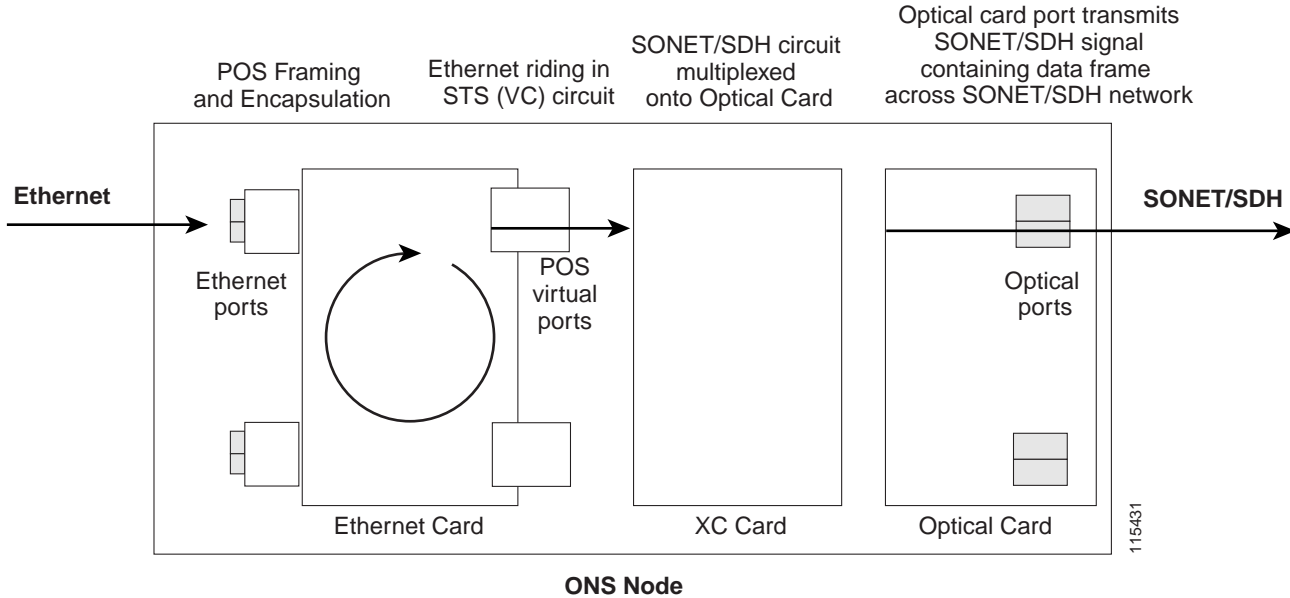 POS Framing
and Encapsulation
Ethernet riding in
STS (VC) circuit
SONET/SDH circuit
multiplexed
onto Optical Card
Optical card port transmits
SONET/SDH signal
containing data frame
across SONET/SDH network
Ethernet
SONET/SDH
Ethernet
ports
POS
virtual
ports
Optical
ports
Ethernet Card
XC Card
Optical Card
115431
ONS Node